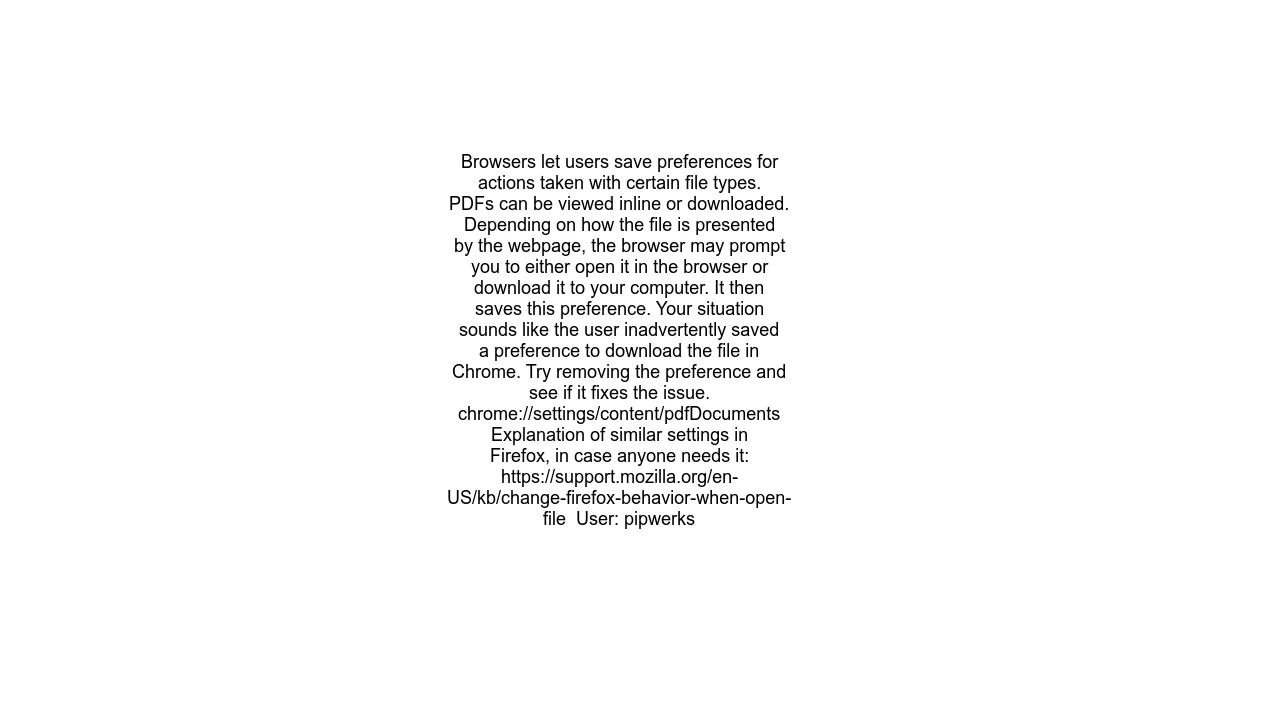 Browsers let users save preferences for
actions taken with certain file types.
PDFs can be viewed inline or downloaded.
Depending on how the file is presented
by the webpage, the browser may prompt
you to either open it in the browser or
download it to your computer. It then
saves this preference. Your situation
sounds like the user inadvertently saved
a preference to download the file in
Chrome. Try removing the preference and
see if it fixes the issue.
chrome://settings/content/pdfDocuments
Explanation of similar settings in
Firefox, in case anyone needs it:
https://support.mozilla.org/en-
US/kb/change-firefox-behavior-when-open-
file  User: pipwerks